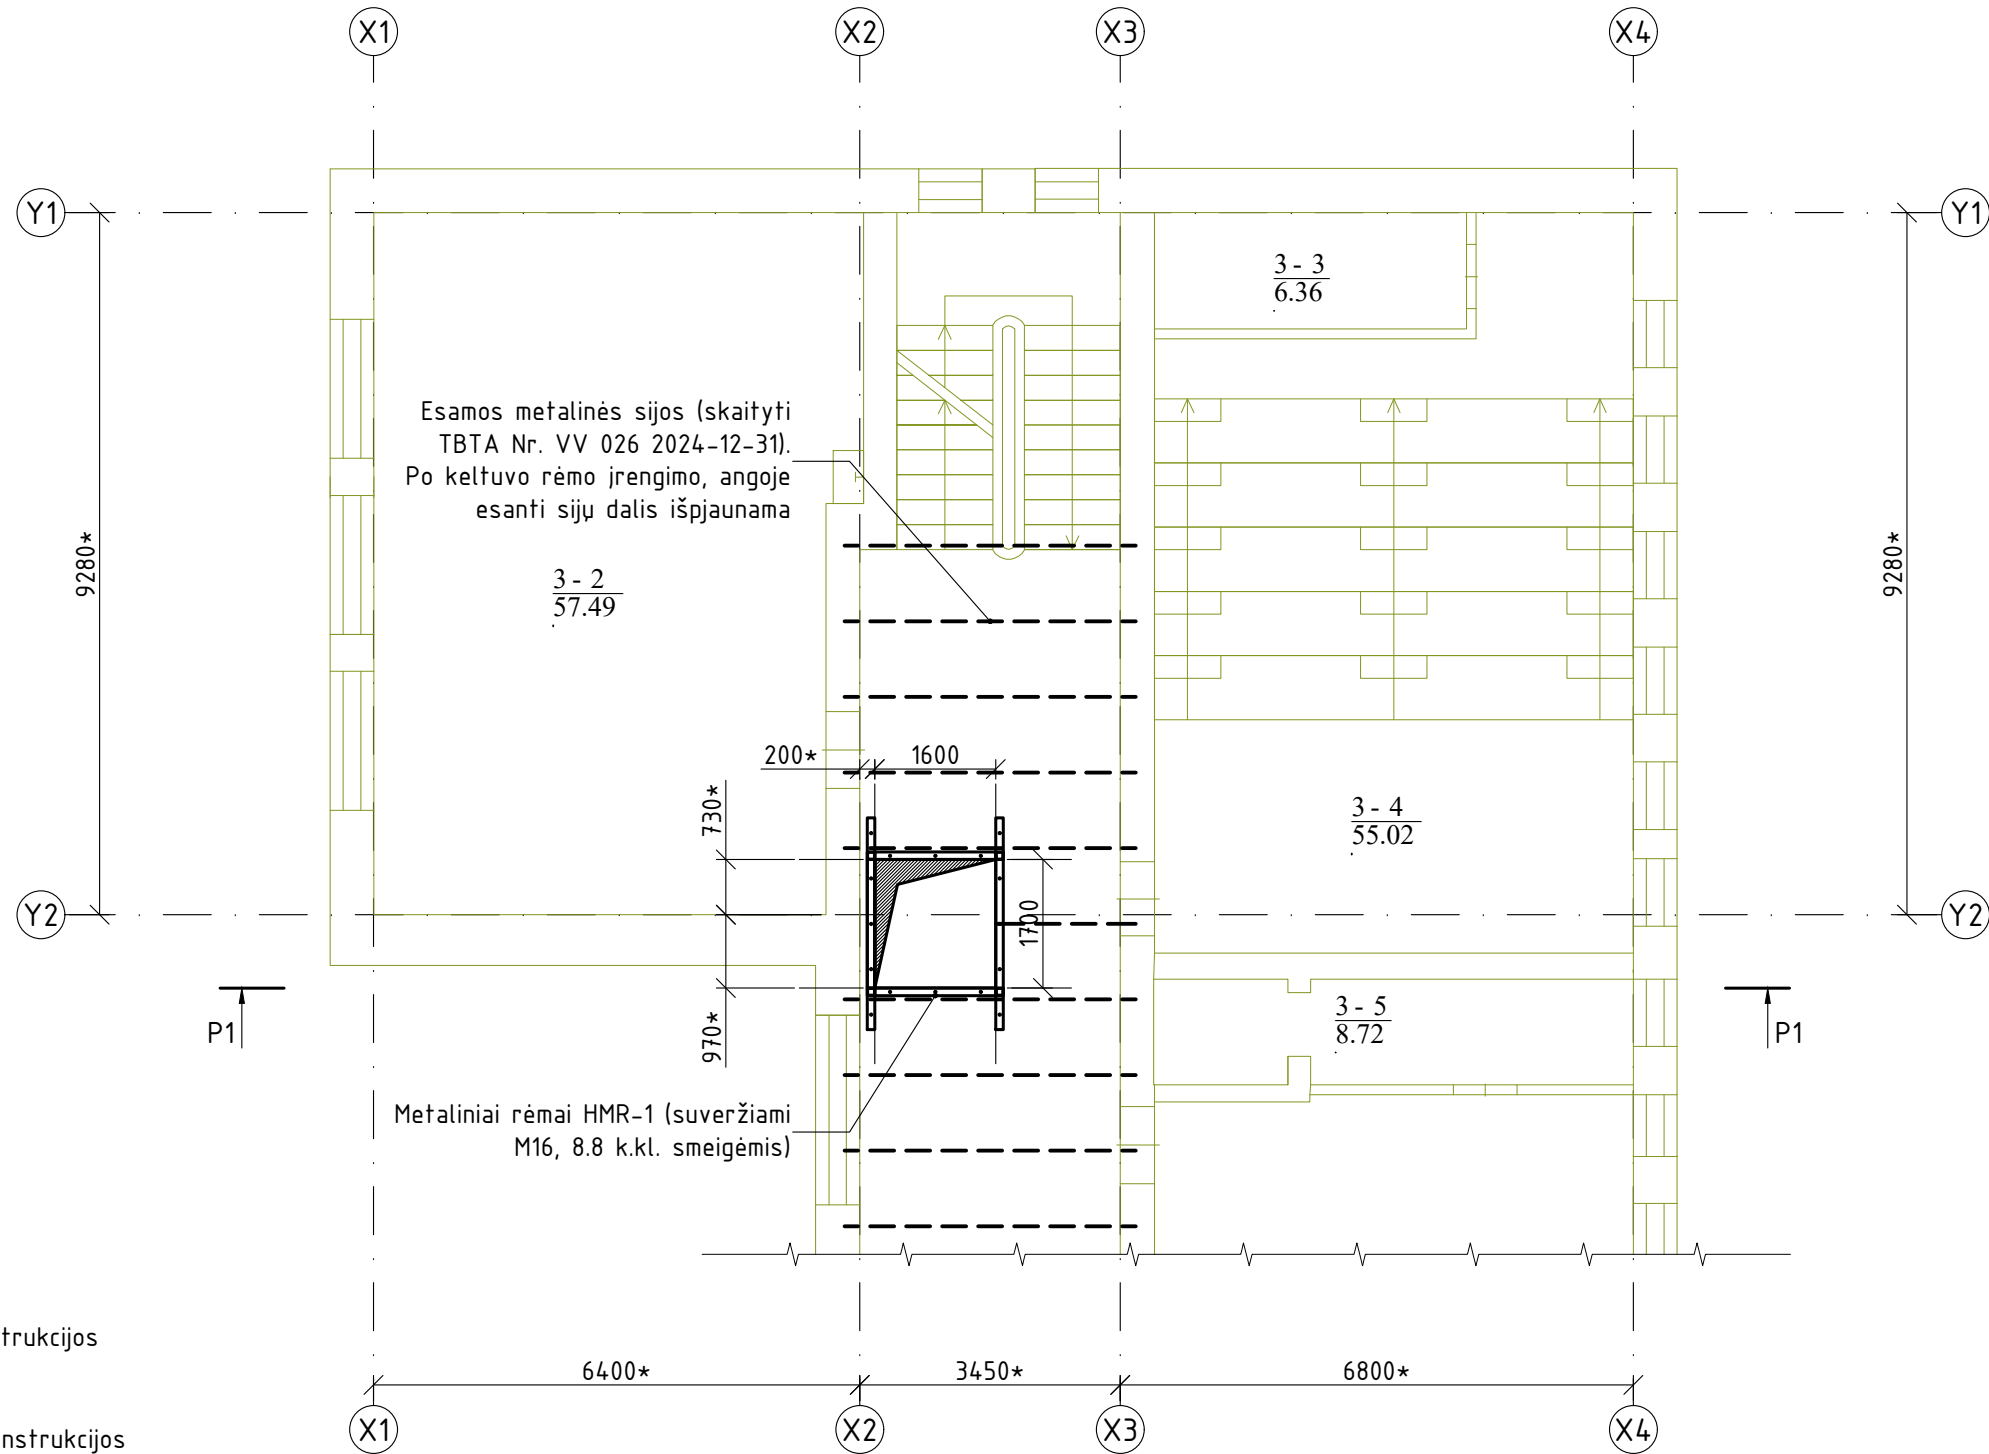 X1
X2
X3
X4
Y1
Y1
3 - 3
6.36
Esamos metalinės sijos (skaityti
TBTA Nr. VV 026 2024-12-31).
Po keltuvo rėmo įrengimo, angoje
esanti sijų dalis išpjaunama
9280*
9280*
3 - 2
57.49
200*
1600
730*
3 - 4
55.02
Y2
1700
Y2
3 - 5
8.72
P1
970*
P1
Metaliniai rėmai HMR-1 (suveržiami
M16, 8.8 k.kl. smeigėmis)
trukcijos
6400*
3450*
6800*
X1
X2
X3
X4
nstrukcijos